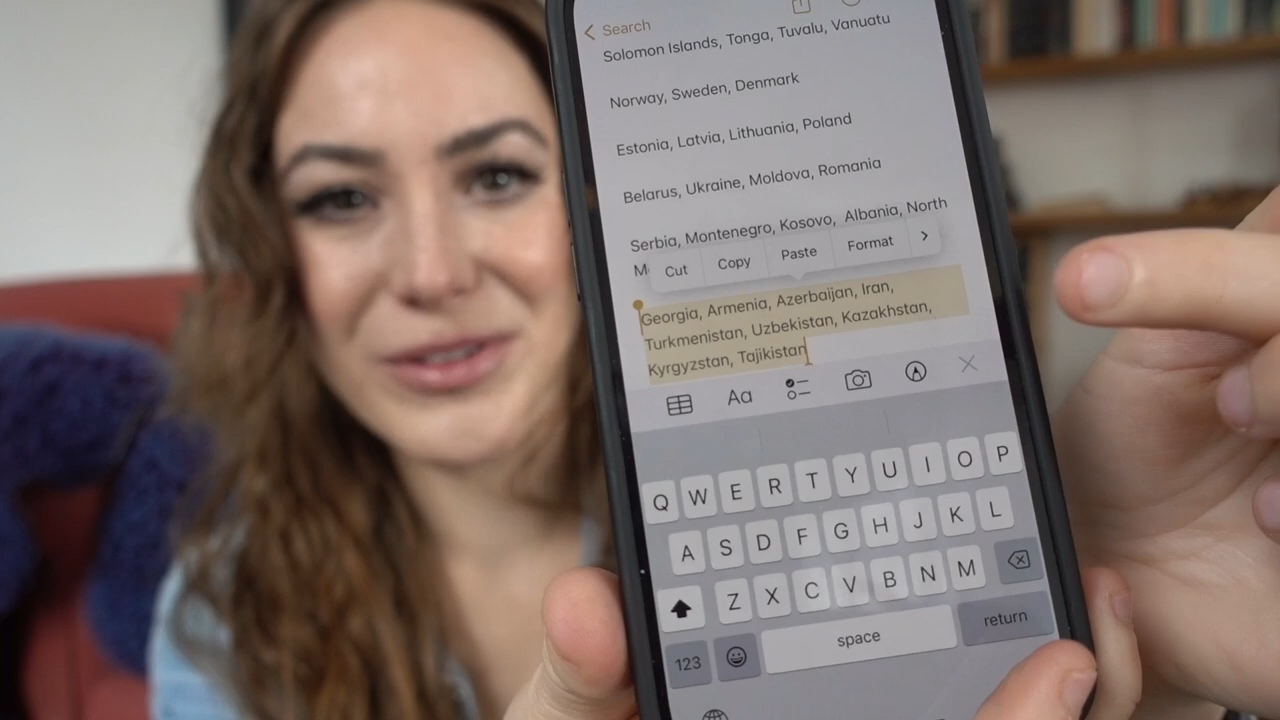 Search
Solomon Islands, Tonga, Tuvalu, Vanuatu
Norway, Sweden, Denmark
Estonia, Latvia, Lithuania, Poland
Belarus, Ukraine, Moldova, Romania
Serbia, Montenegro, Kosovo, Albania, North
Cut Copy Paste Format
Georgia, Armenia, Azerbaijan, Iran,
Turkmenistan, Uzbekistan, Kazakhstan,
Kyrgyzstan, Tajikistan
Aa
Q W E R T Y U I O P
A S D F G H J K L
Z X C V B N M
123 space return